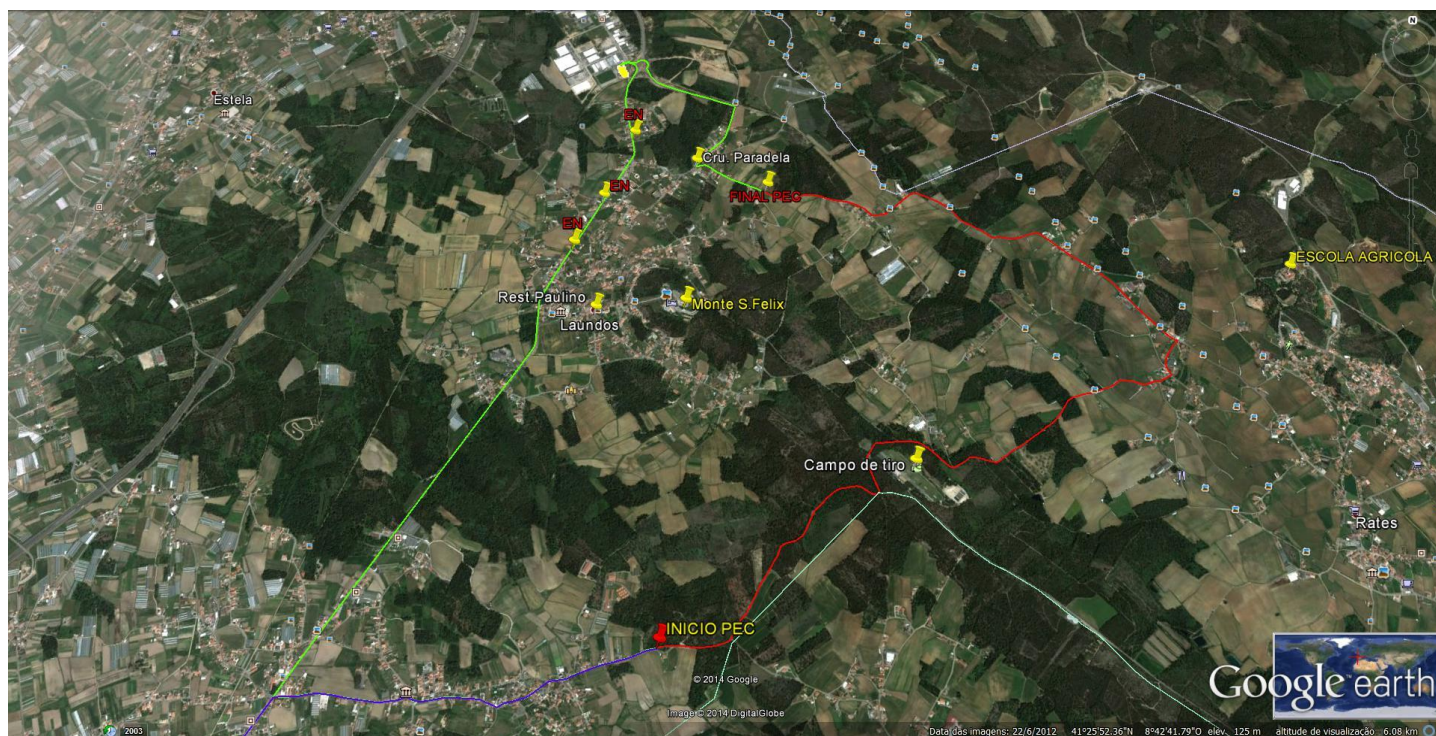 N
Estela
EN
Cru. Paradela
EN
FINAL PEC
EN
ESCOLA AGRICOLA
Rest.Paulino
Monte S.Felix
Laundos
Campo de tiro
Rates
INICIO PEC
© 2014 Google
Google earth
Image © 2014 DigitalGlobe
2003
Data das imagens: 22/6/2012 41°25'52.36"N 8°42'41.79"O elev. 125 m altitude de visualização 6.08 km